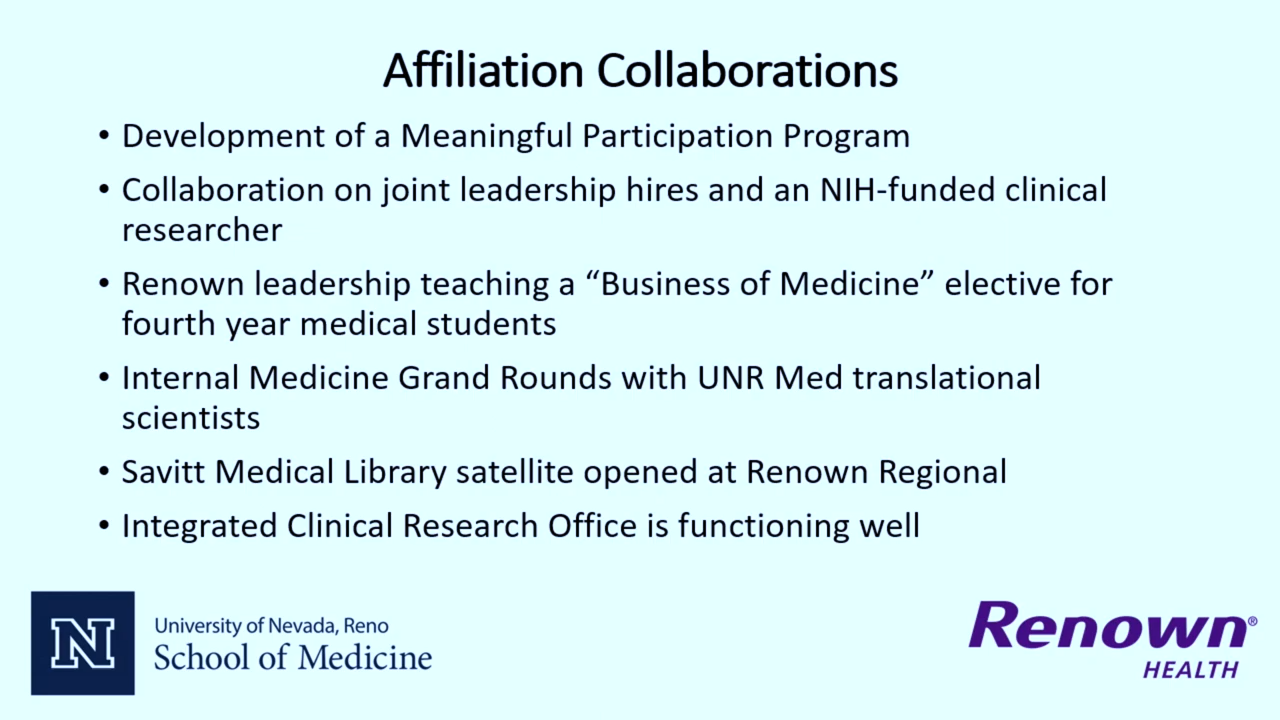 Affiliation Collaborations
• Development of a Meaningful Participation Program
• Collaboration on joint leadership hires and an NIH-funded clinical
researcher
• Renown leadership teaching a “Business of Medicine” elective for
fourth year medical students
• Internal Medicine Grand Rounds with UNR Med translational
scientists
• Savitt Medical Library satellite opened at Renown Regional
• Integrated Clinical Research Office is functioning well
N
University of Nevada, Reno
School of Medicine
Renown®
HEALTH